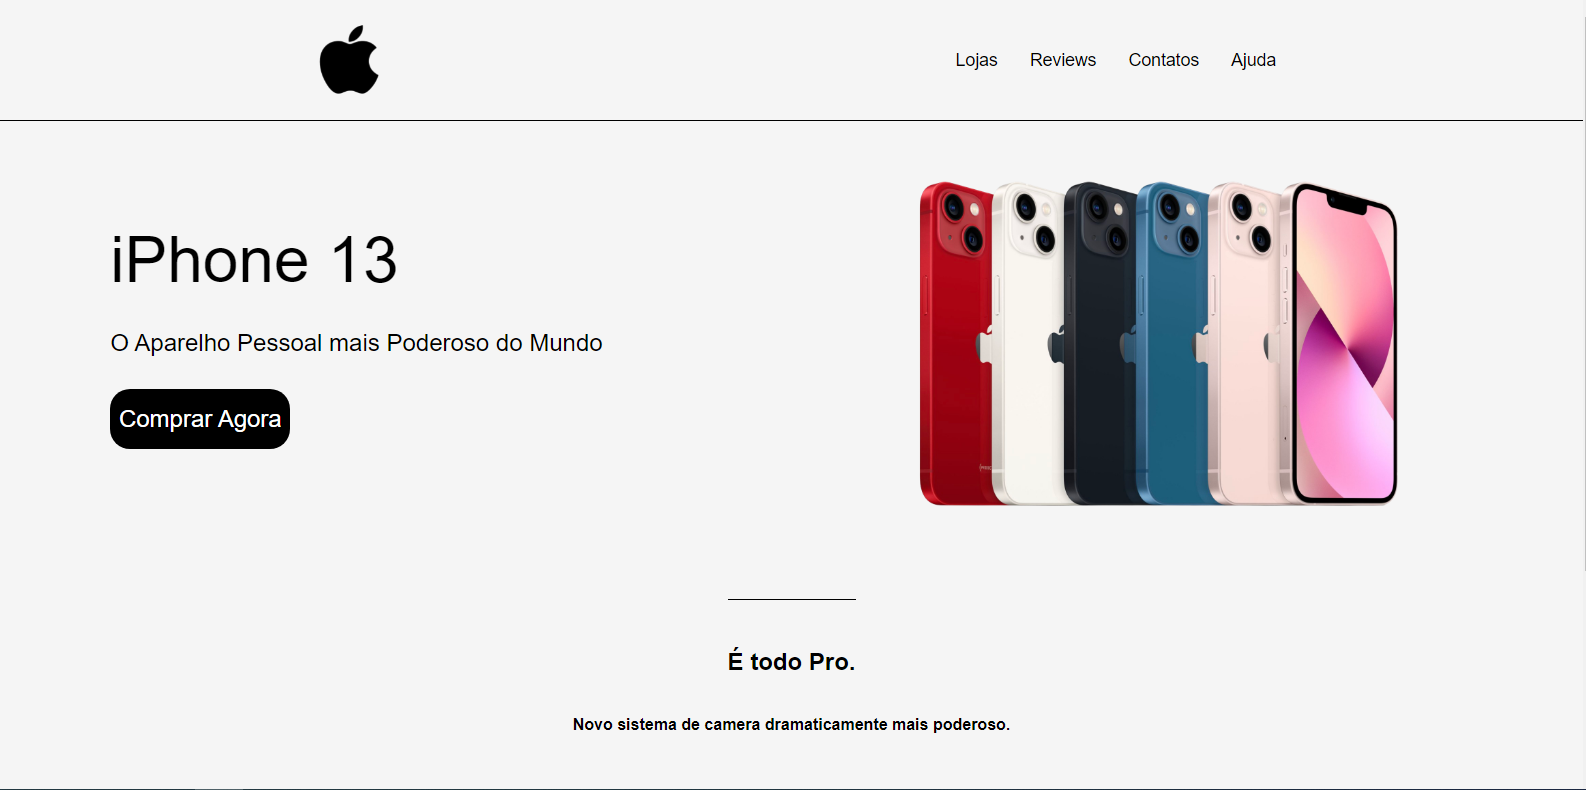 Lojas Reviews Contatos Ajuda
iPhone 13
O Aparelho Pessoal mais Poderoso do Mundo
Comprar Agora
É todo Pro.
Novo sistema de camera dramaticamente mais poderoso.